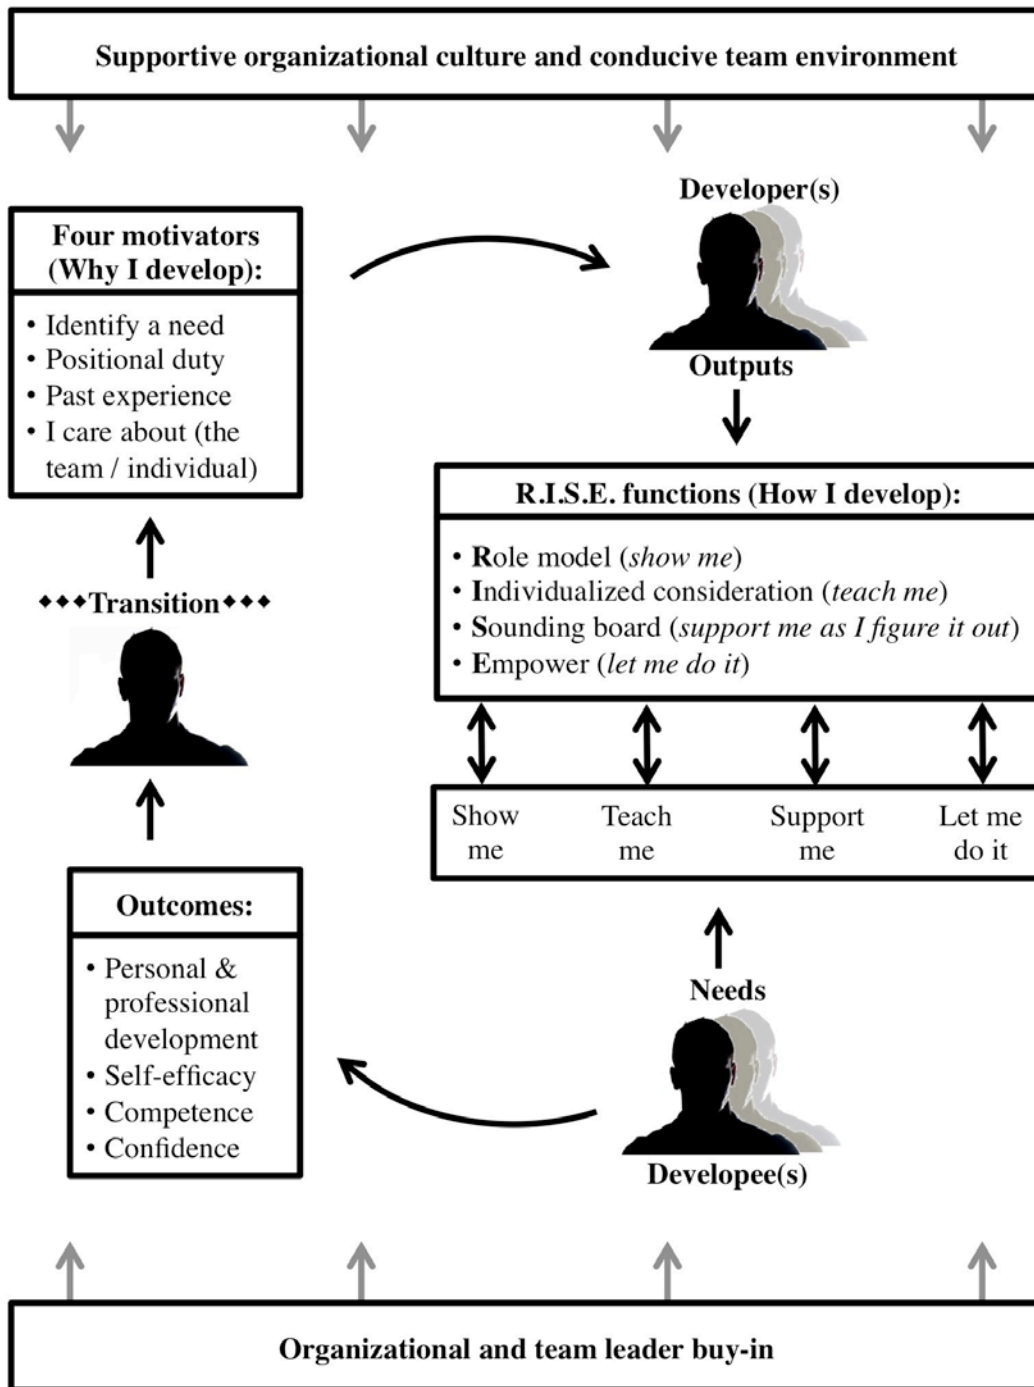 Supportive organizational culture and conducive team environment
Developer(s)
Four motivators
(Why I develop):
• Identify a need
• Positional duty
• Past experience
• I care about (the
team / individual)
Outputs
R.I.S.E. functions (How I develop):
• Role model (show me)
• Individualized consideration (teach me)
• Sounding board (support me as I figure it out)
• Empower (let me do it)
Transition
Show
me
Teach
me
Support
me
Let me
do it
Outcomes:
• Personal &
professional
development
• Self-efficacy
• Competence
• Confidence
Needs
Developee(s)
Organizational and team leader buy-in